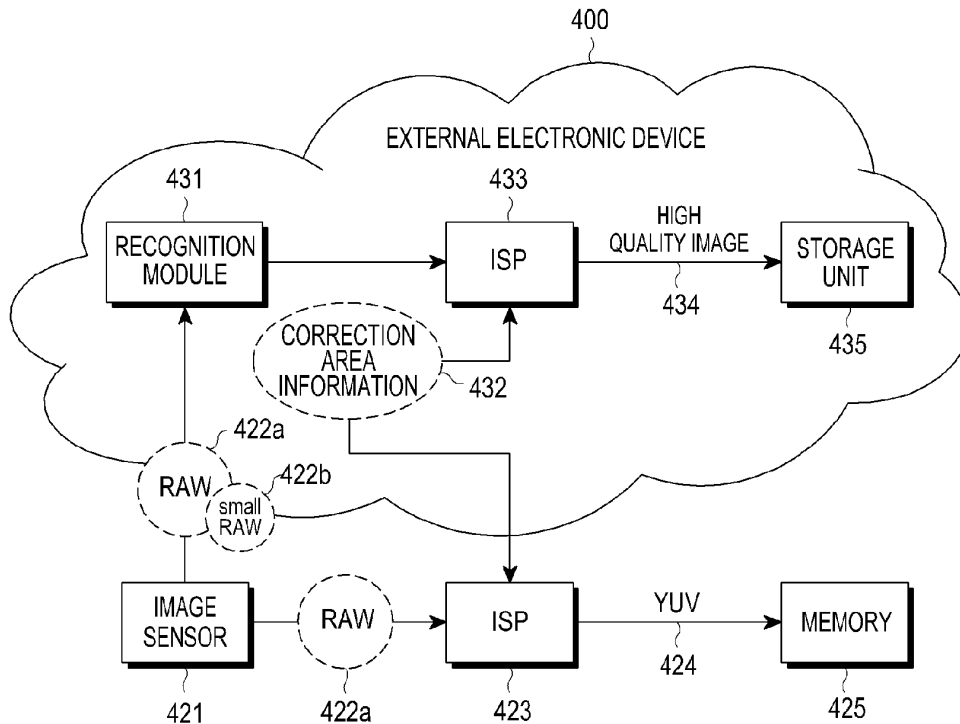 400
EXTERNAL ELECTRONIC DEVICE
431
433
RECOGNITION
MODULE
ISP
HIGH
QUALITY IMAGE
434
STORAGE
UNIT
435
CORRECTION
AREA
INFORMATION
432
422a
RAW
422b
small
RAW
IMAGE
SENSOR
421
RAW
422a
ISP
423
YUV
424
MEMORY
425